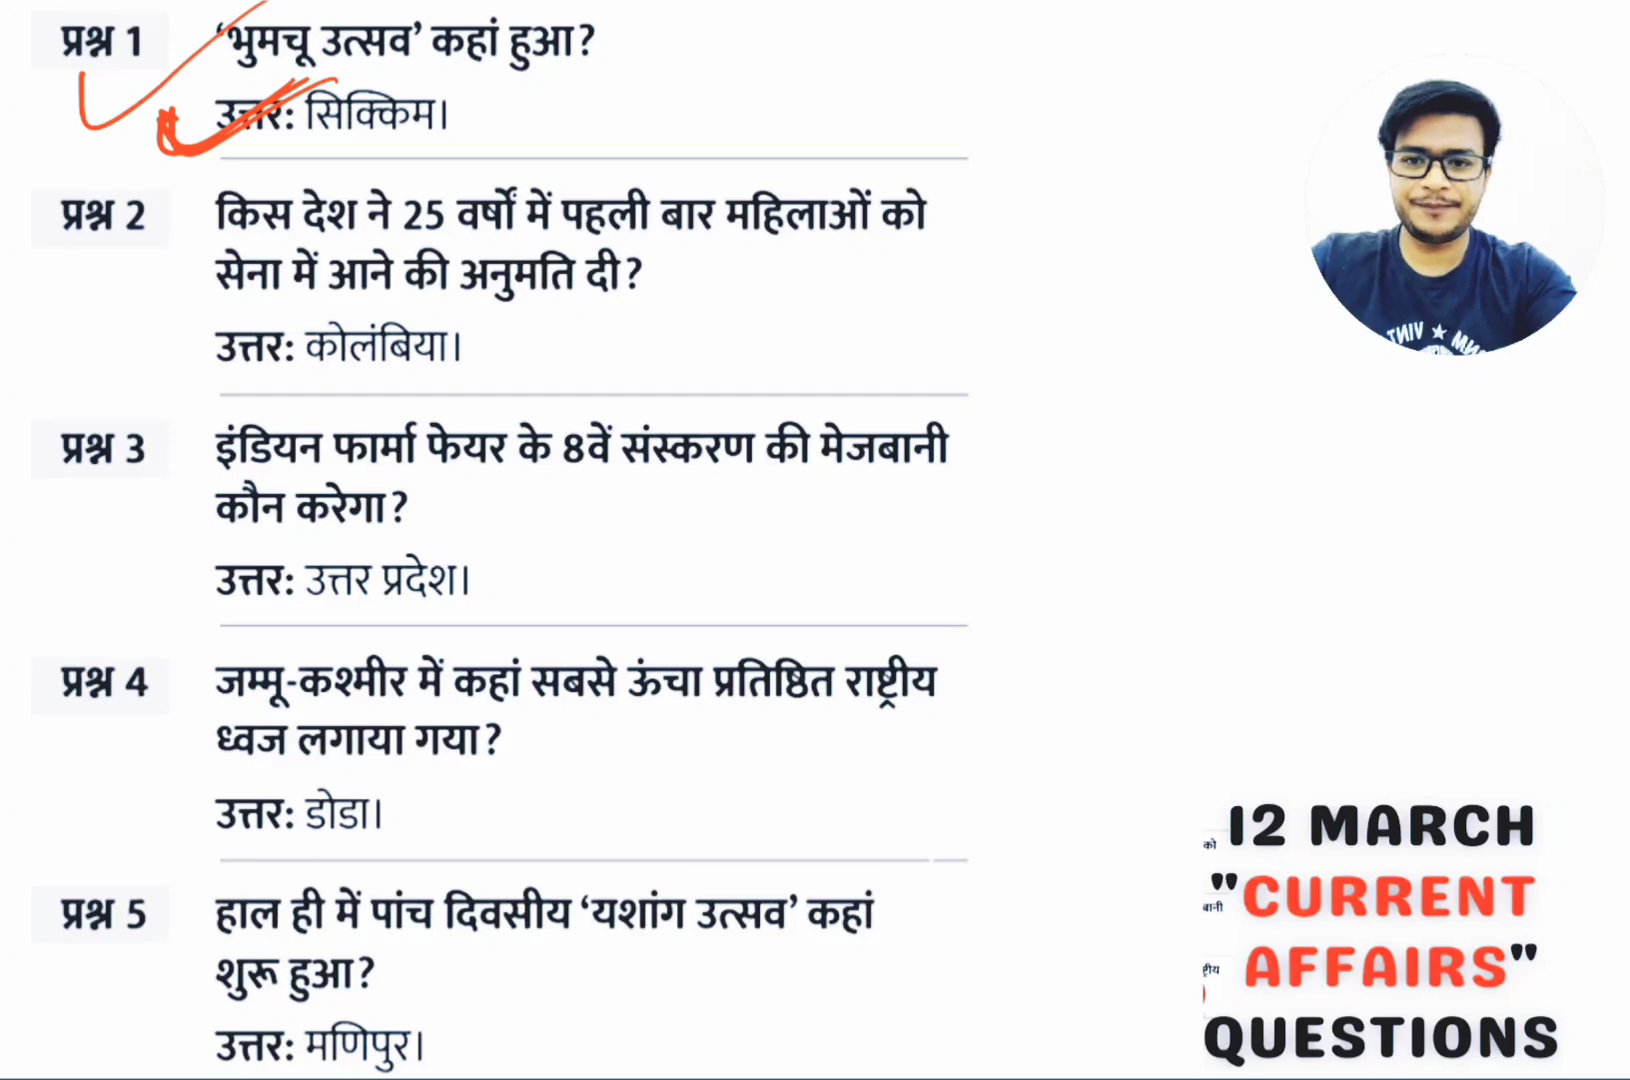 प्रश्न 1
‘भुमचू उत्सव’ कहां हुआ?
उत्तर: सिक्किम।
प्रश्न 2
किस देश ने 25 वर्षों में पहली बार महिलाओं को
सेना में आने की अनुमति दी?
उत्तर: कोलंबिया।
प्रश्न 3
इंडियन फार्मा फेयर के 8वें संस्करण की मेजबानी
कौन करेगा?
उत्तर: उत्तर प्रदेश।
प्रश्न 4
जम्मू-कश्मीर में कहां सबसे ऊंचा प्रतिष्ठित राष्ट्रीय
ध्वज लगाया गया?
उत्तर: डोडा।
प्रश्न 5
हाल ही में पांच दिवसीय ‘यशांग उत्सव’ कहां
शुरू हुआ?
उत्तर: मणिपुर।
को
बानी
12 MARCH
"CURRENT
AFFAIRS"
QUESTIONS